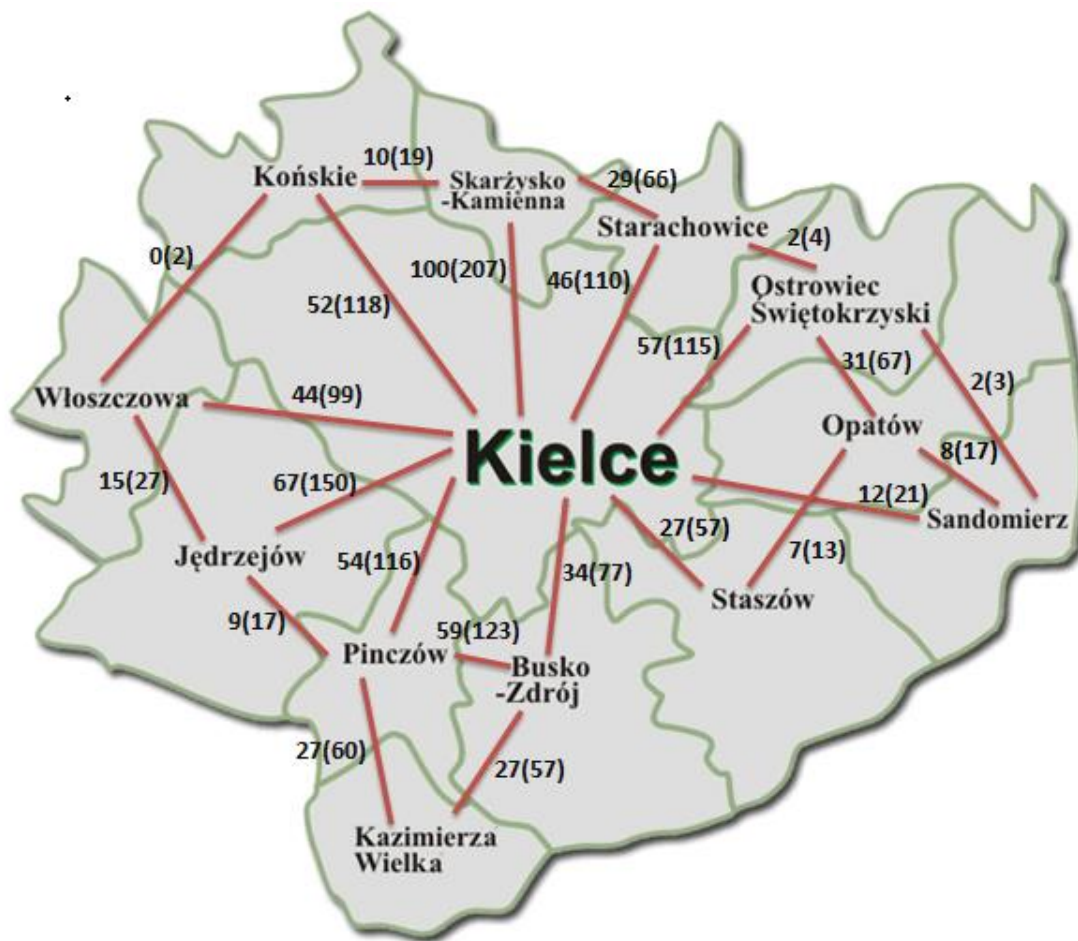 10(19)
Końskie
Skarżysko
-Kamienna
29(66)
Starachowice
0(2)
2(4)
100(207)
46(110)
Ostrowiec
Świętokrzyski
52(118)
57(115)
31(67)
2(3)
Włoszczowa
44(99)
Opatów
Kielce
8(17)
15(27)
67(150)
12(21)
Sandomierz
27(57)
Jędrzejów
54(116)
7(13)
34(77)
Staszów
9(17)
59(123)
Pinczów
Busko
-Zdrój
27(60)
27(57)
Kazimierza
Wielka